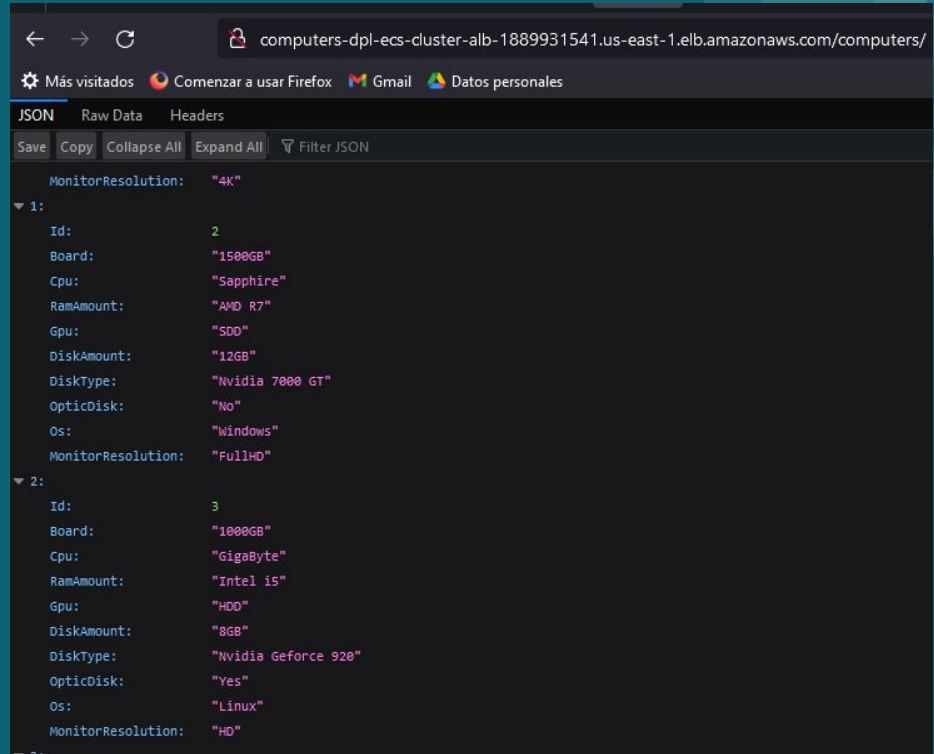 computers-dpl-ecs-cluster-alb-1889931541.us-east-1.elb.amazonaws.com/computers/
Más visitados Comenzar a usar Firefox Gmail Datos personales
JSON Raw Data Headers
Save Copy Collapse All Expand All Filter JSON
MonitorResolution: "4K"
1:
Id: 2
Board: "1500GB"
Cpu: "Sapphire"
RamAmount: "AMD R7"
Gpu: "SDD"
DiskAmount: "12GB"
DiskType: "Nvidia 7000 GT"
OpticDisk: "No"
Os: "Windows"
MonitorResolution: "FullHD"
2:
Id: 3
Board: "1000GB"
Cpu: "GigaByte"
RamAmount: "Intel i5"
Gpu: "HDD"
DiskAmount: "8GB"
DiskType: "Nvidia Geforce 920"
OpticDisk: "Yes"
Os: "Linux"
MonitorResolution: "HD"